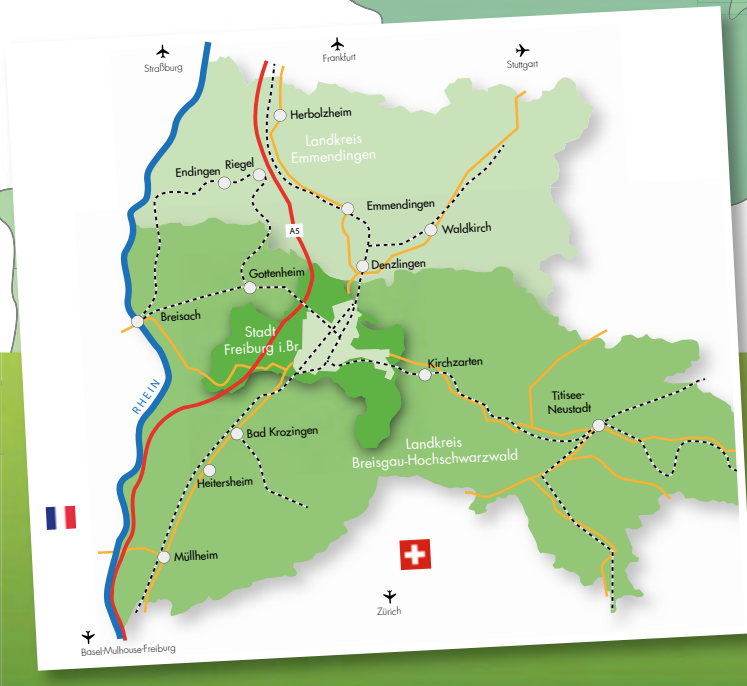 Straßburg
Frankfurt
Stuttgart
Herbolzheim
Landkreis
Emmendingen
Endingen
Riegel
Emmendingen
A5
Waldkirch
Denzlingen
Gottenheim
Breisach
Stadt
Freiburg i.Br.
Kirchzarten
RHEIN
Titisee-
Neustadt
Bad Krozingen
Landkreis
Breisgau-Hochschwarzwald
Heitersheim
Müllheim
Zürich
Basel-Mulhouse-Freiburg